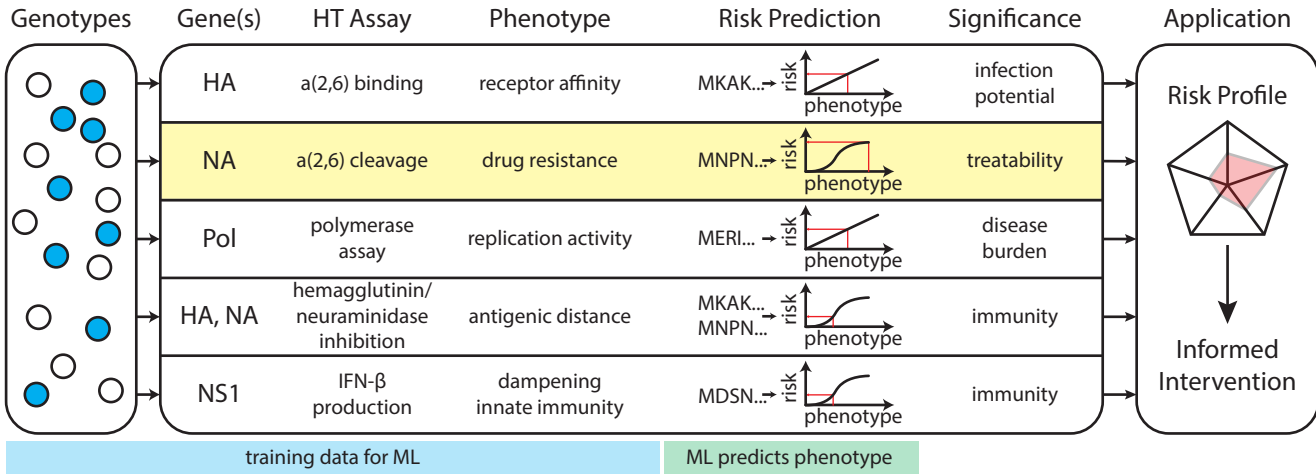 Genotypes
Gene(s)
HT Assay
Phenotype
Risk Prediction
Significance
Application
HA
a(2,6) binding
receptor affinity
MKAK...
risk
phenotype
infection
potential
NA
a(2,6) cleavage
drug resistance
MNPN...
risk
phenotype
treatability
Pol
polymerase
assay
replication activity
MERI...
risk
phenotype
disease
burden
HA, NA
hemagglutinin/
neuraminidase
inhibition
antigenic distance
MKAK...
MNPN...
risk
phenotype
immunity
NS1
IFN-β
production
dampening
innate immunity
MDSN...
risk
phenotype
immunity
Risk Profile
Informed
Intervention
training data for ML
ML predicts phenotype